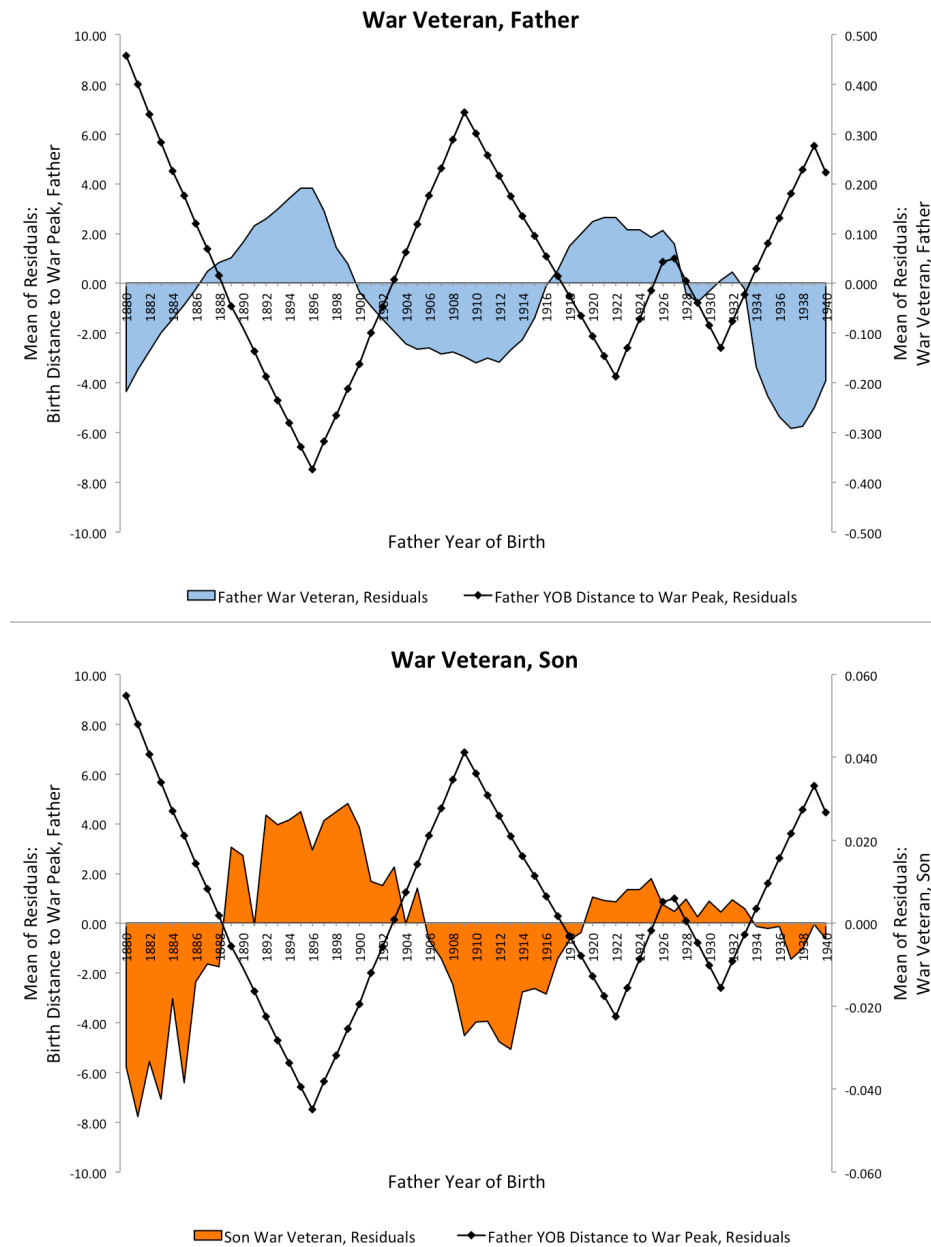 War Veteran, Father
10.00
8.00
6.00
4.00
2.00
0.00
-2.00
-4.00
-6.00
-8.00
-10.00
Mean of Residuals:
Birth Distance to War Peak, Father
0.500
0.400
0.300
0.200
0.100
0.000
-0.100
-0.200
-0.300
-0.400
-0.500
Mean of Residuals:
War Veteran, Father
1880 1882 1884 1886 1888 1890 1892 1894 1896 1898 1900 1902 1904 1906 1908 1910 1912 1914 1916 1918 1920 1922 1924 1926 1928 1930 1932 1934 1936 1938 1940
Father Year of Birth
Father War Veteran, Residuals
Father YOB Distance to War Peak, Residuals
War Veteran, Son
10.00
8.00
6.00
4.00
2.00
0.00
-2.00
-4.00
-6.00
-8.00
-10.00
Mean of Residuals:
Birth Distance to War Peak, Father
0.060
0.040
0.020
0.000
-0.020
-0.040
-0.060
Mean of Residuals:
War Veteran, Son
1880 1882 1884 1886 1888 1890 1892 1894 1896 1898 1900 1902 1904 1906 1908 1910 1912 1914 1916 1918 1920 1922 1924 1926 1928 1930 1932 1934 1936 1938 1940
Father Year of Birth
Son War Veteran, Residuals
Father YOB Distance to War Peak, Residuals